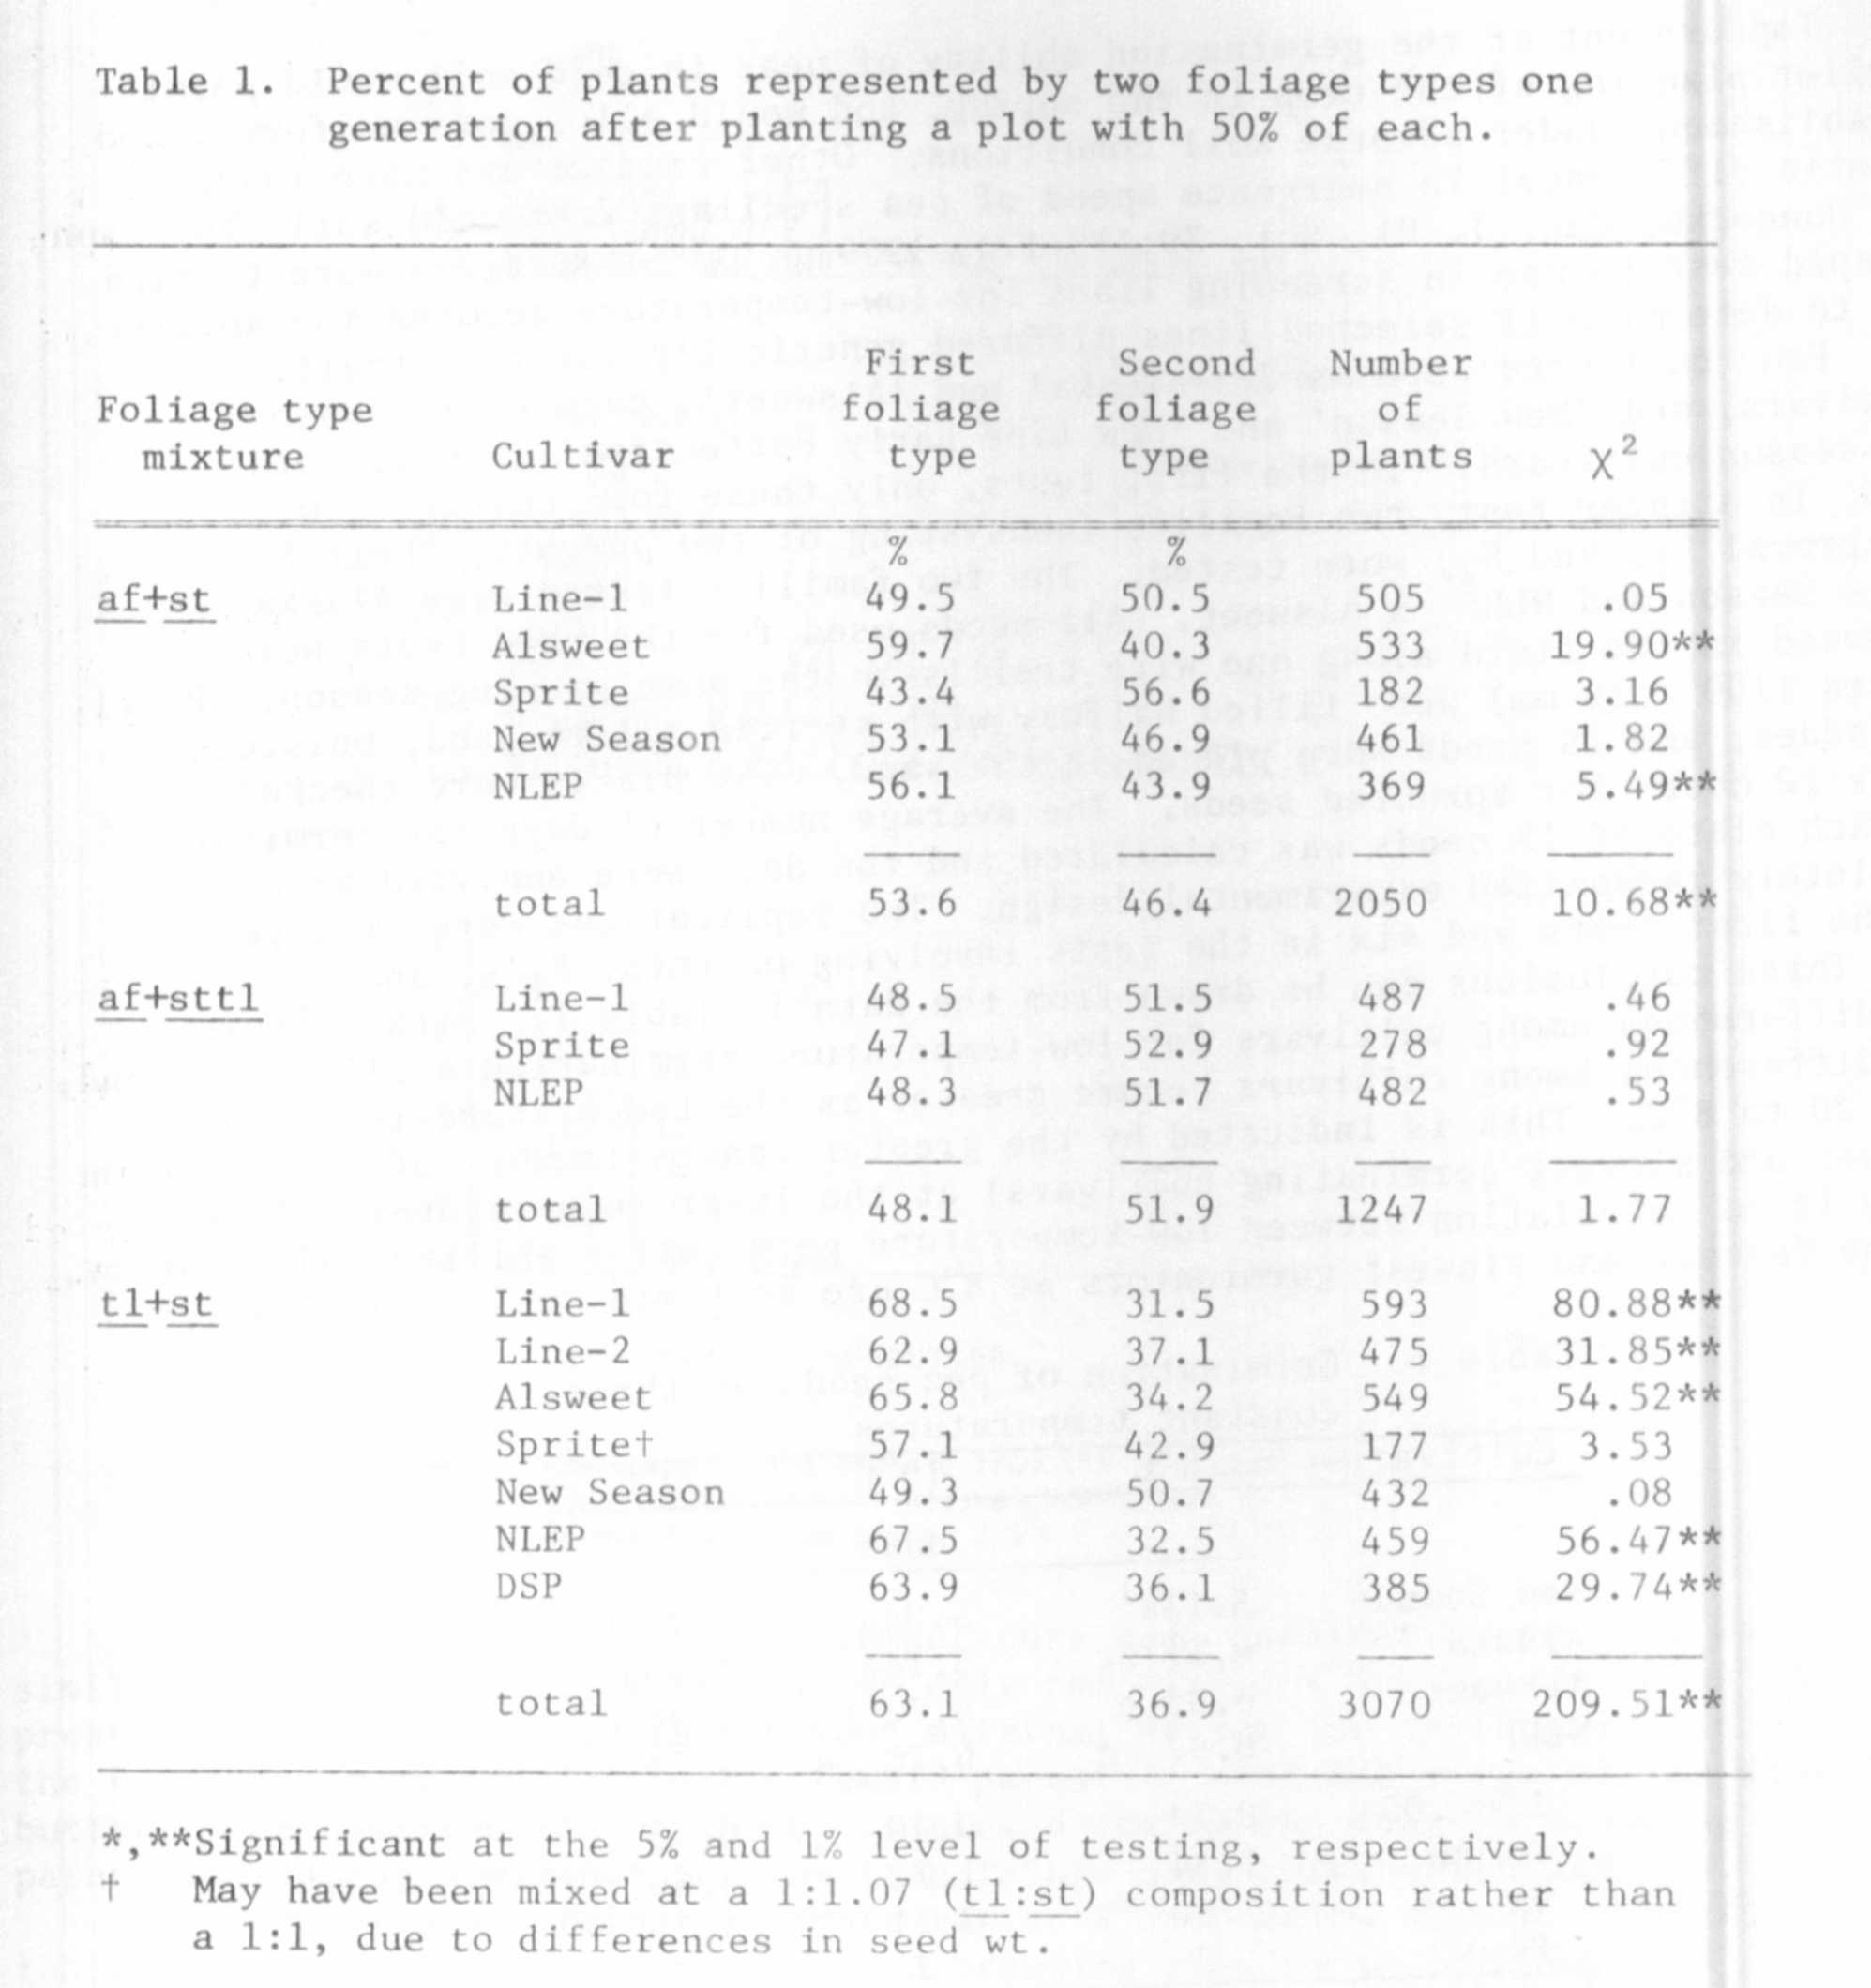 Table 1. Percent of plants represented by two foliage types one
generation after planting a plot with 50% of each.
First Second Number
Foliage type foliage foliage of
mixture Cultivar type type plants χ²
% %
af+st Line-1 49.5 50.5 505 .05
Alsweet 59.7 40.3 533 19.90**
Sprite 43.4 56.6 182 3.16
New Season 53.1 46.9 461 1.82
NLEP 56.1 43.9 369 5.49**
total 53.6 46.4 2050 10.68**
af+sttl Line-1 48.5 51.5 487 .46
Sprite 47.1 52.9 278 .92
NLEP 48.3 51.7 482 .53
total 48.1 51.9 1247 1.77
tl+st Line-1 68.5 31.5 593 80.88**
Line-2 62.9 37.1 475 31.85**
Alsweet 65.8 34.2 549 54.52**
Sprite† 57.1 42.9 177 3.53
New Season 49.3 50.7 432 .08
NLEP 67.5 32.5 459 56.47**
DSP 63.9 36.1 385 29.74**
total 63.1 36.9 3070 209.51**
*,**Significant at the 5% and 1% level of testing, respectively.
† May have been mixed at a 1:1.07 (tl:st) composition rather than
a 1:1, due to differences in seed wt.